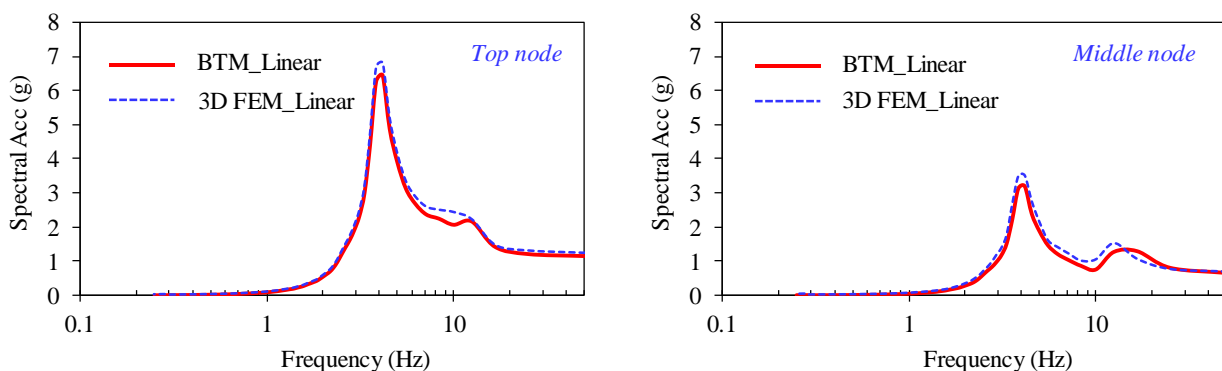 8
7
6
5
4
3
2
1
0
Spectral Acc (g)
BTM_Linear
3D FEM_Linear
Top node
0.1
1
10
Frequency (Hz)
8
7
6
5
4
3
2
1
0
Spectral Acc (g)
BTM_Linear
3D FEM_Linear
Middle node
0.1
1
10
Frequency (Hz)